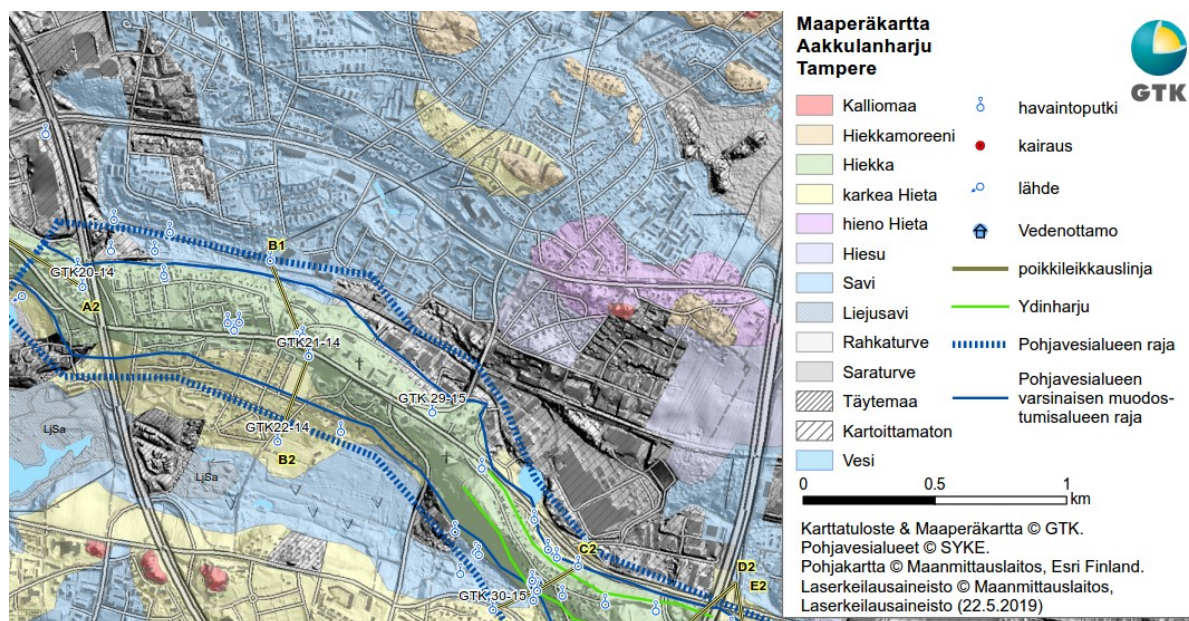 B1
GTK20-14
A2
GTK21-14
GTK 29-15
GTK22-14
B2
LjSa
LjSa
C2
D2
E2
GTK 30-15
Maaperäkartta
Aakkulanharju
Tampere
GTK
Kalliomaa
Hiekkamoreeni
Hiekka
karkea Hieta
hieno Hieta
Hiesu
Savi
Liejusavi
Rahkaturve
Saraturve
Täytemaa
Kartoittamaton
Vesi
havaintoputki
kairaus
lähde
Vedenottamo
poikkileikkauslinja
Ydinharju
Pohjavesialueen raja
Pohjavesialueen
varsinaisen muodos-
tumisalueen raja
0 0.5 1
km
Karttatuloste & Maaperäkartta © GTK.
Pohjavesialueet © SYKE.
Pohjakartta © Maanmittauslaitos, Esri Finland.
Laserkeilausaineisto © Maanmittauslaitos,
Laserkeilausaineisto (22.5.2019)